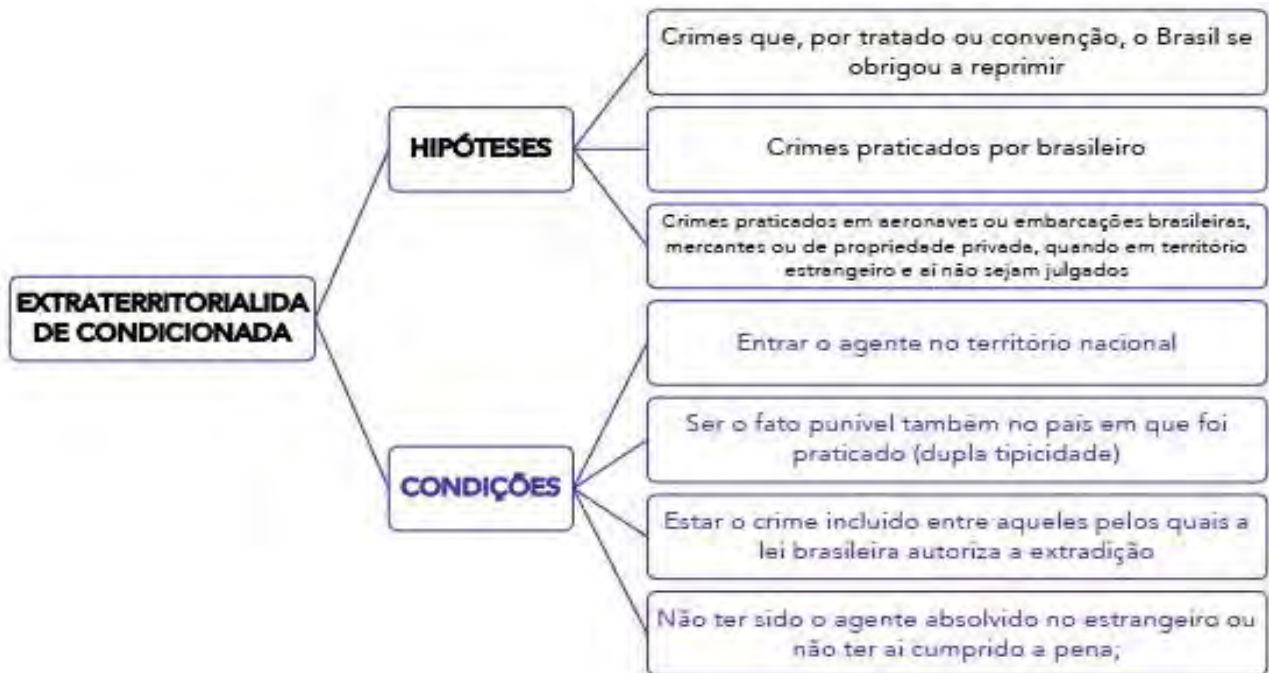 EXTRATERRITORIALIDA
DE CONDICIONADA
HIPÓTESES
Crimes que, por tratado ou convenção, o Brasil se
obrigou a reprimir
Crimes praticados por brasileiro
Crimes praticados em aeronaves ou embarcações brasileiras,
mercantes ou de propriedade privada, quando em território
estrangeiro e aí não sejam julgados
CONDIÇÕES
Entrar o agente no território nacional
Ser o fato punível também no país em que foi
praticado (dupla tipicidade)
Estar o crime incluído entre aqueles pelos quais a
lei brasileira autoriza a extradição
Não ter sido o agente absolvido no estrangeiro ou
não ter aí cumprido a pena;